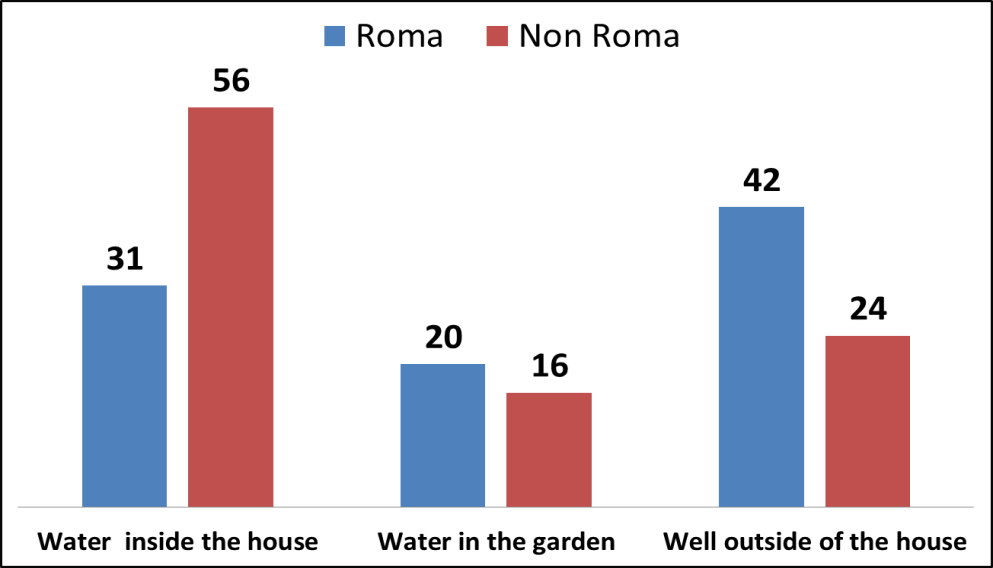 Roma Non Roma
56
31
20
16
42
24
Water inside the house
Water in the garden
Well outside of the house